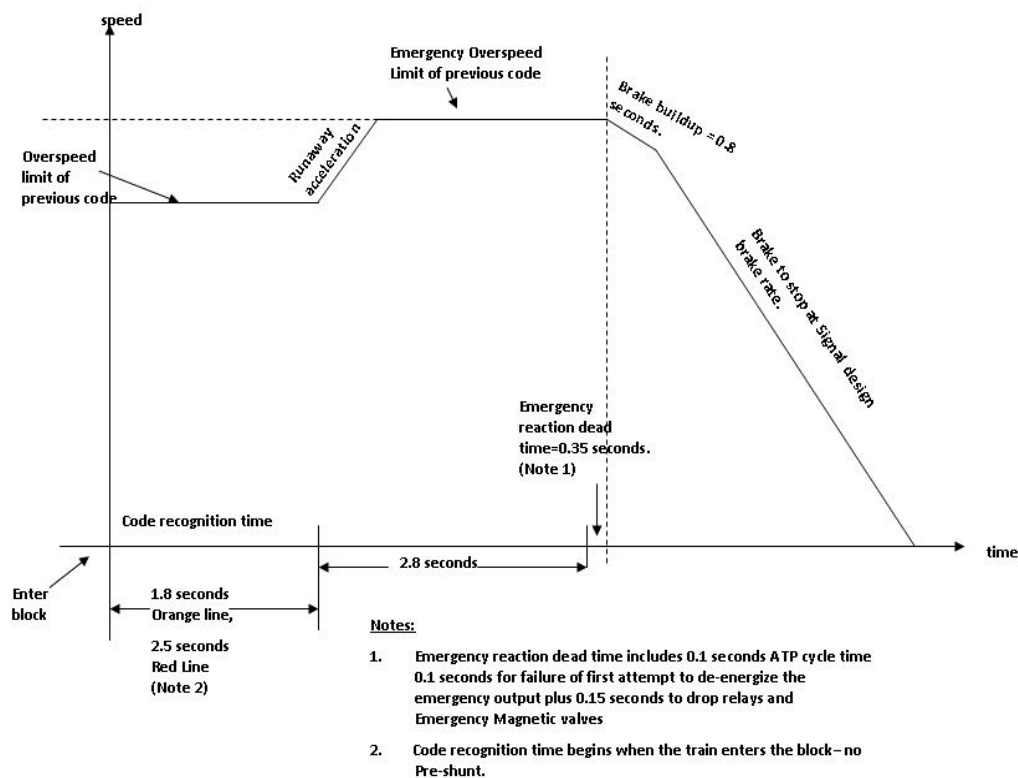 speed
Emergency Overspeed
Limit of previous code
Brake buildup =0.8
seconds.
Runaway
acceleration
Overspeed
limit of
previous code
Brake to stop at Signal design
brake rate.
Emergency
reaction dead
time=0.35 seconds.
(Note 1)
Code recognition time
time
2.8 seconds
Enter
block
1.8 seconds
Orange line,
2.5 seconds
Red Line
(Note 2)
Notes:
1. Emergency reaction dead time includes 0.1 seconds ATP cycle time
0.1 seconds for failure of first attempt to de-energize the
emergency output plus 0.15 seconds to drop relays and
Emergency Magnetic valves
2. Code recognition time begins when the train enters the block–no
Pre-shunt.